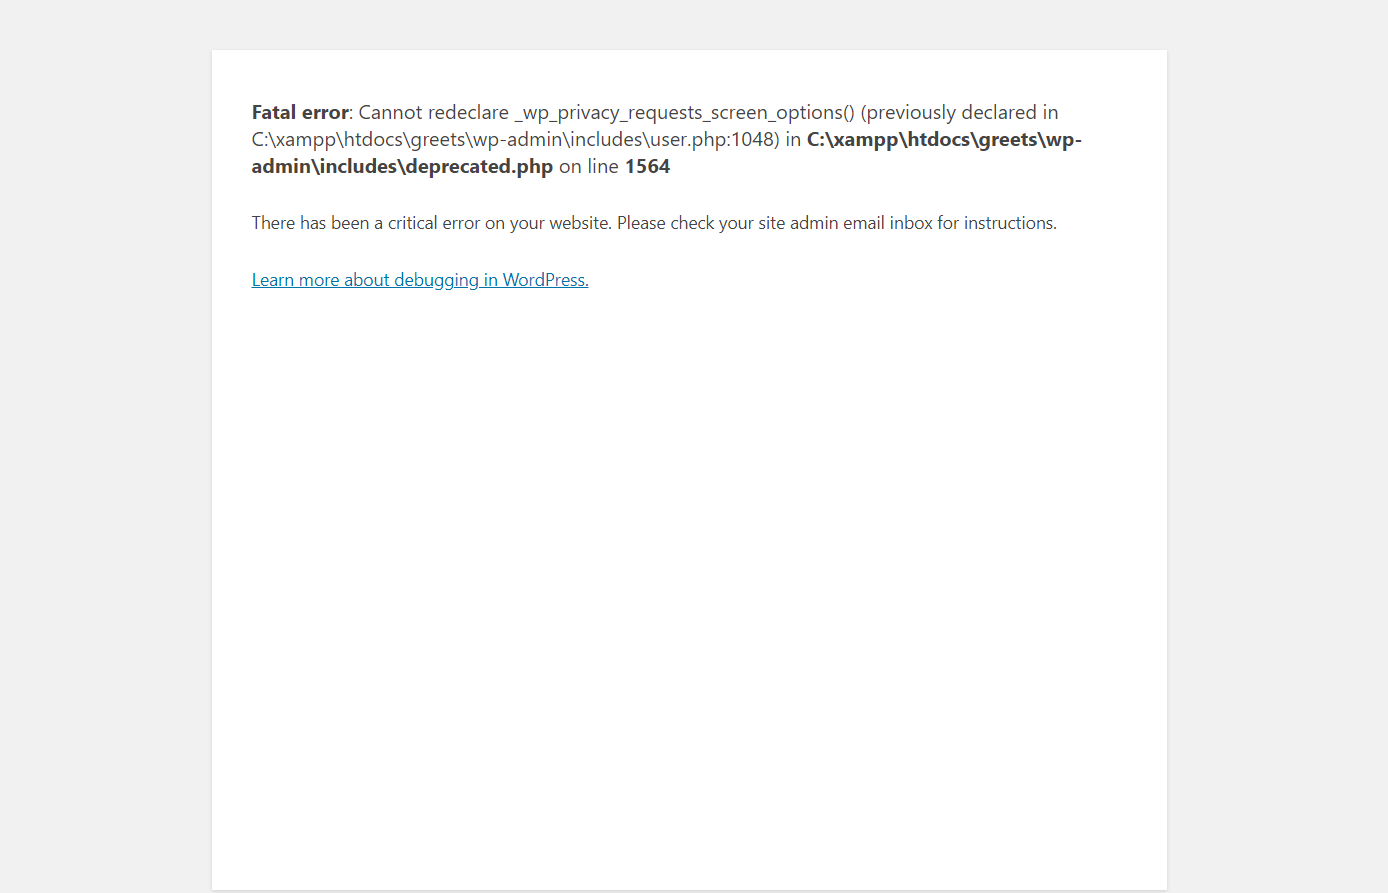 Fatal error: Cannot redeclare _wp_privacy_requests_screen_options() (previously declared in
C:\xampp\htdocs\greets\wp-admin\includes\user.php:1048) in C:\xampp\htdocs\greets\wp-
admin\includes\deprecated.php on line 1564
There has been a critical error on your website. Please check your site admin email inbox for instructions.
Learn more about debugging in WordPress.